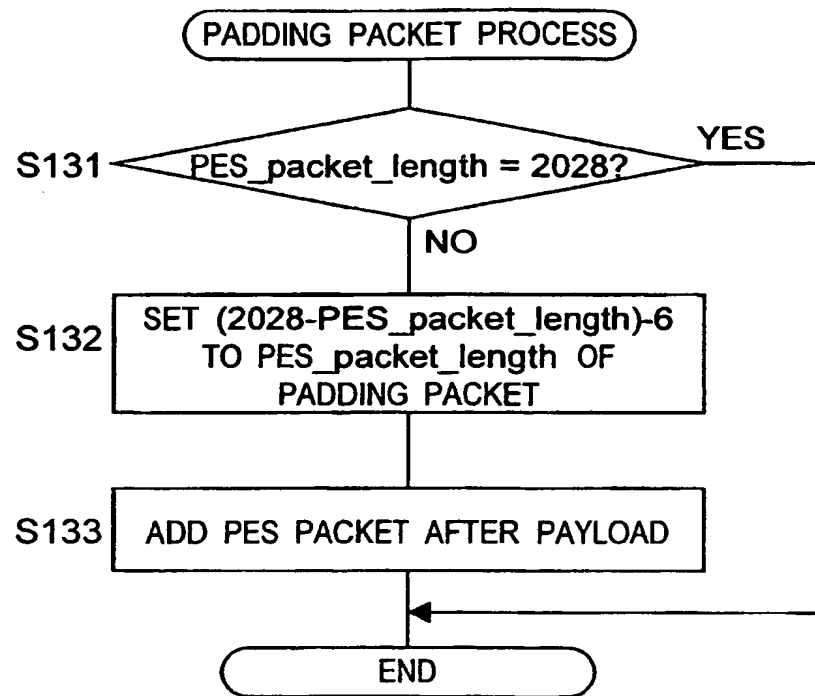 PADDING PACKET PROCESS
YES
S131
PES_packet_length = 2028?
NO
S132
SET (2028-PES_packet_length)-6
TO PES_packet_length OF
PADDING PACKET
S133
ADD PES PACKET AFTER PAYLOAD
END